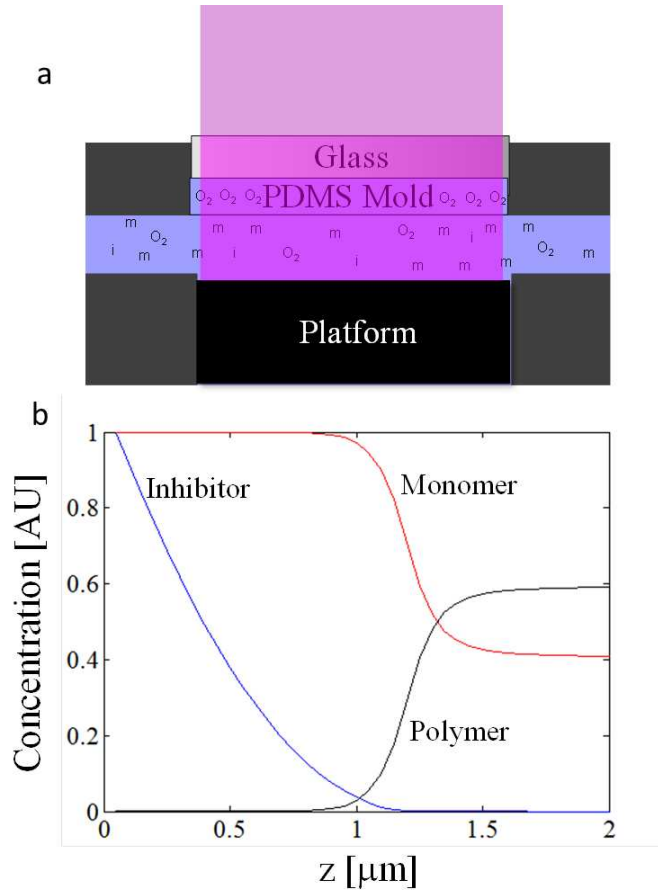 a
Glass
O₂ O₂ O₂ PDMS Mold O₂ O₂ O₂
m m m m O₂ m m m
O₂ i O₂
i m m i O₂ i m m m m
Platform
b
1
0.8
0.6
0.4
0.2
0
Concentration [AU]
Inhibitor
Monomer
Polymer
0 0.5 1 1.5 2
z [μm]